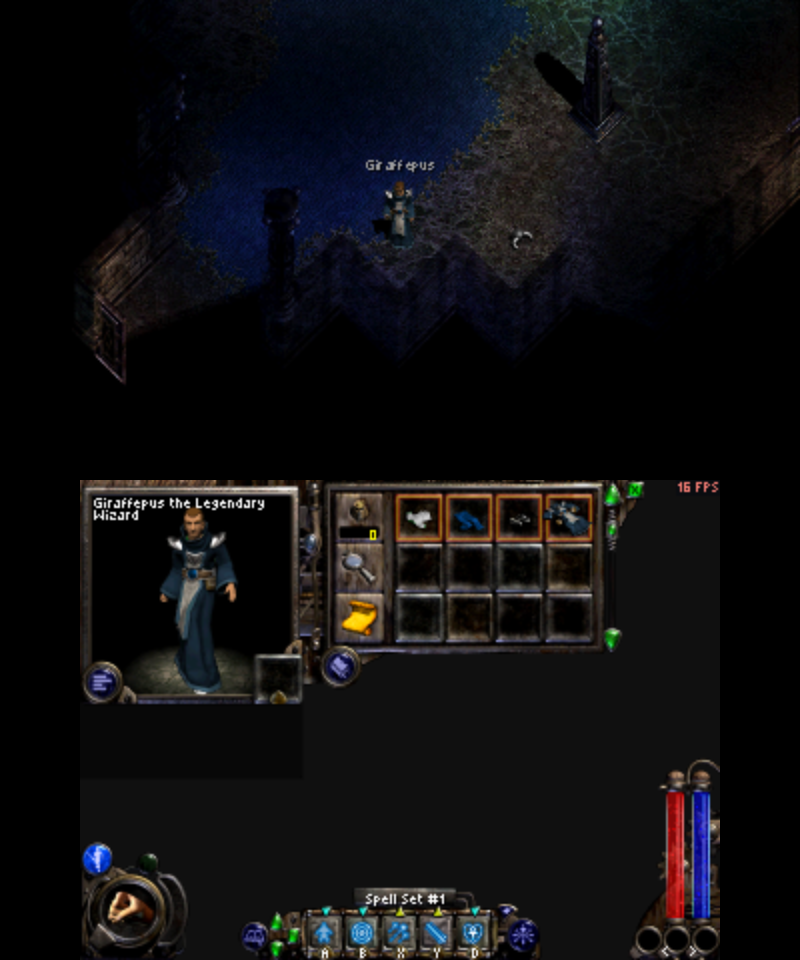 Giraffepus
Giraffepus the Legendary
Wizard
0
16 FPS
Spell Set #1
A B X Y D